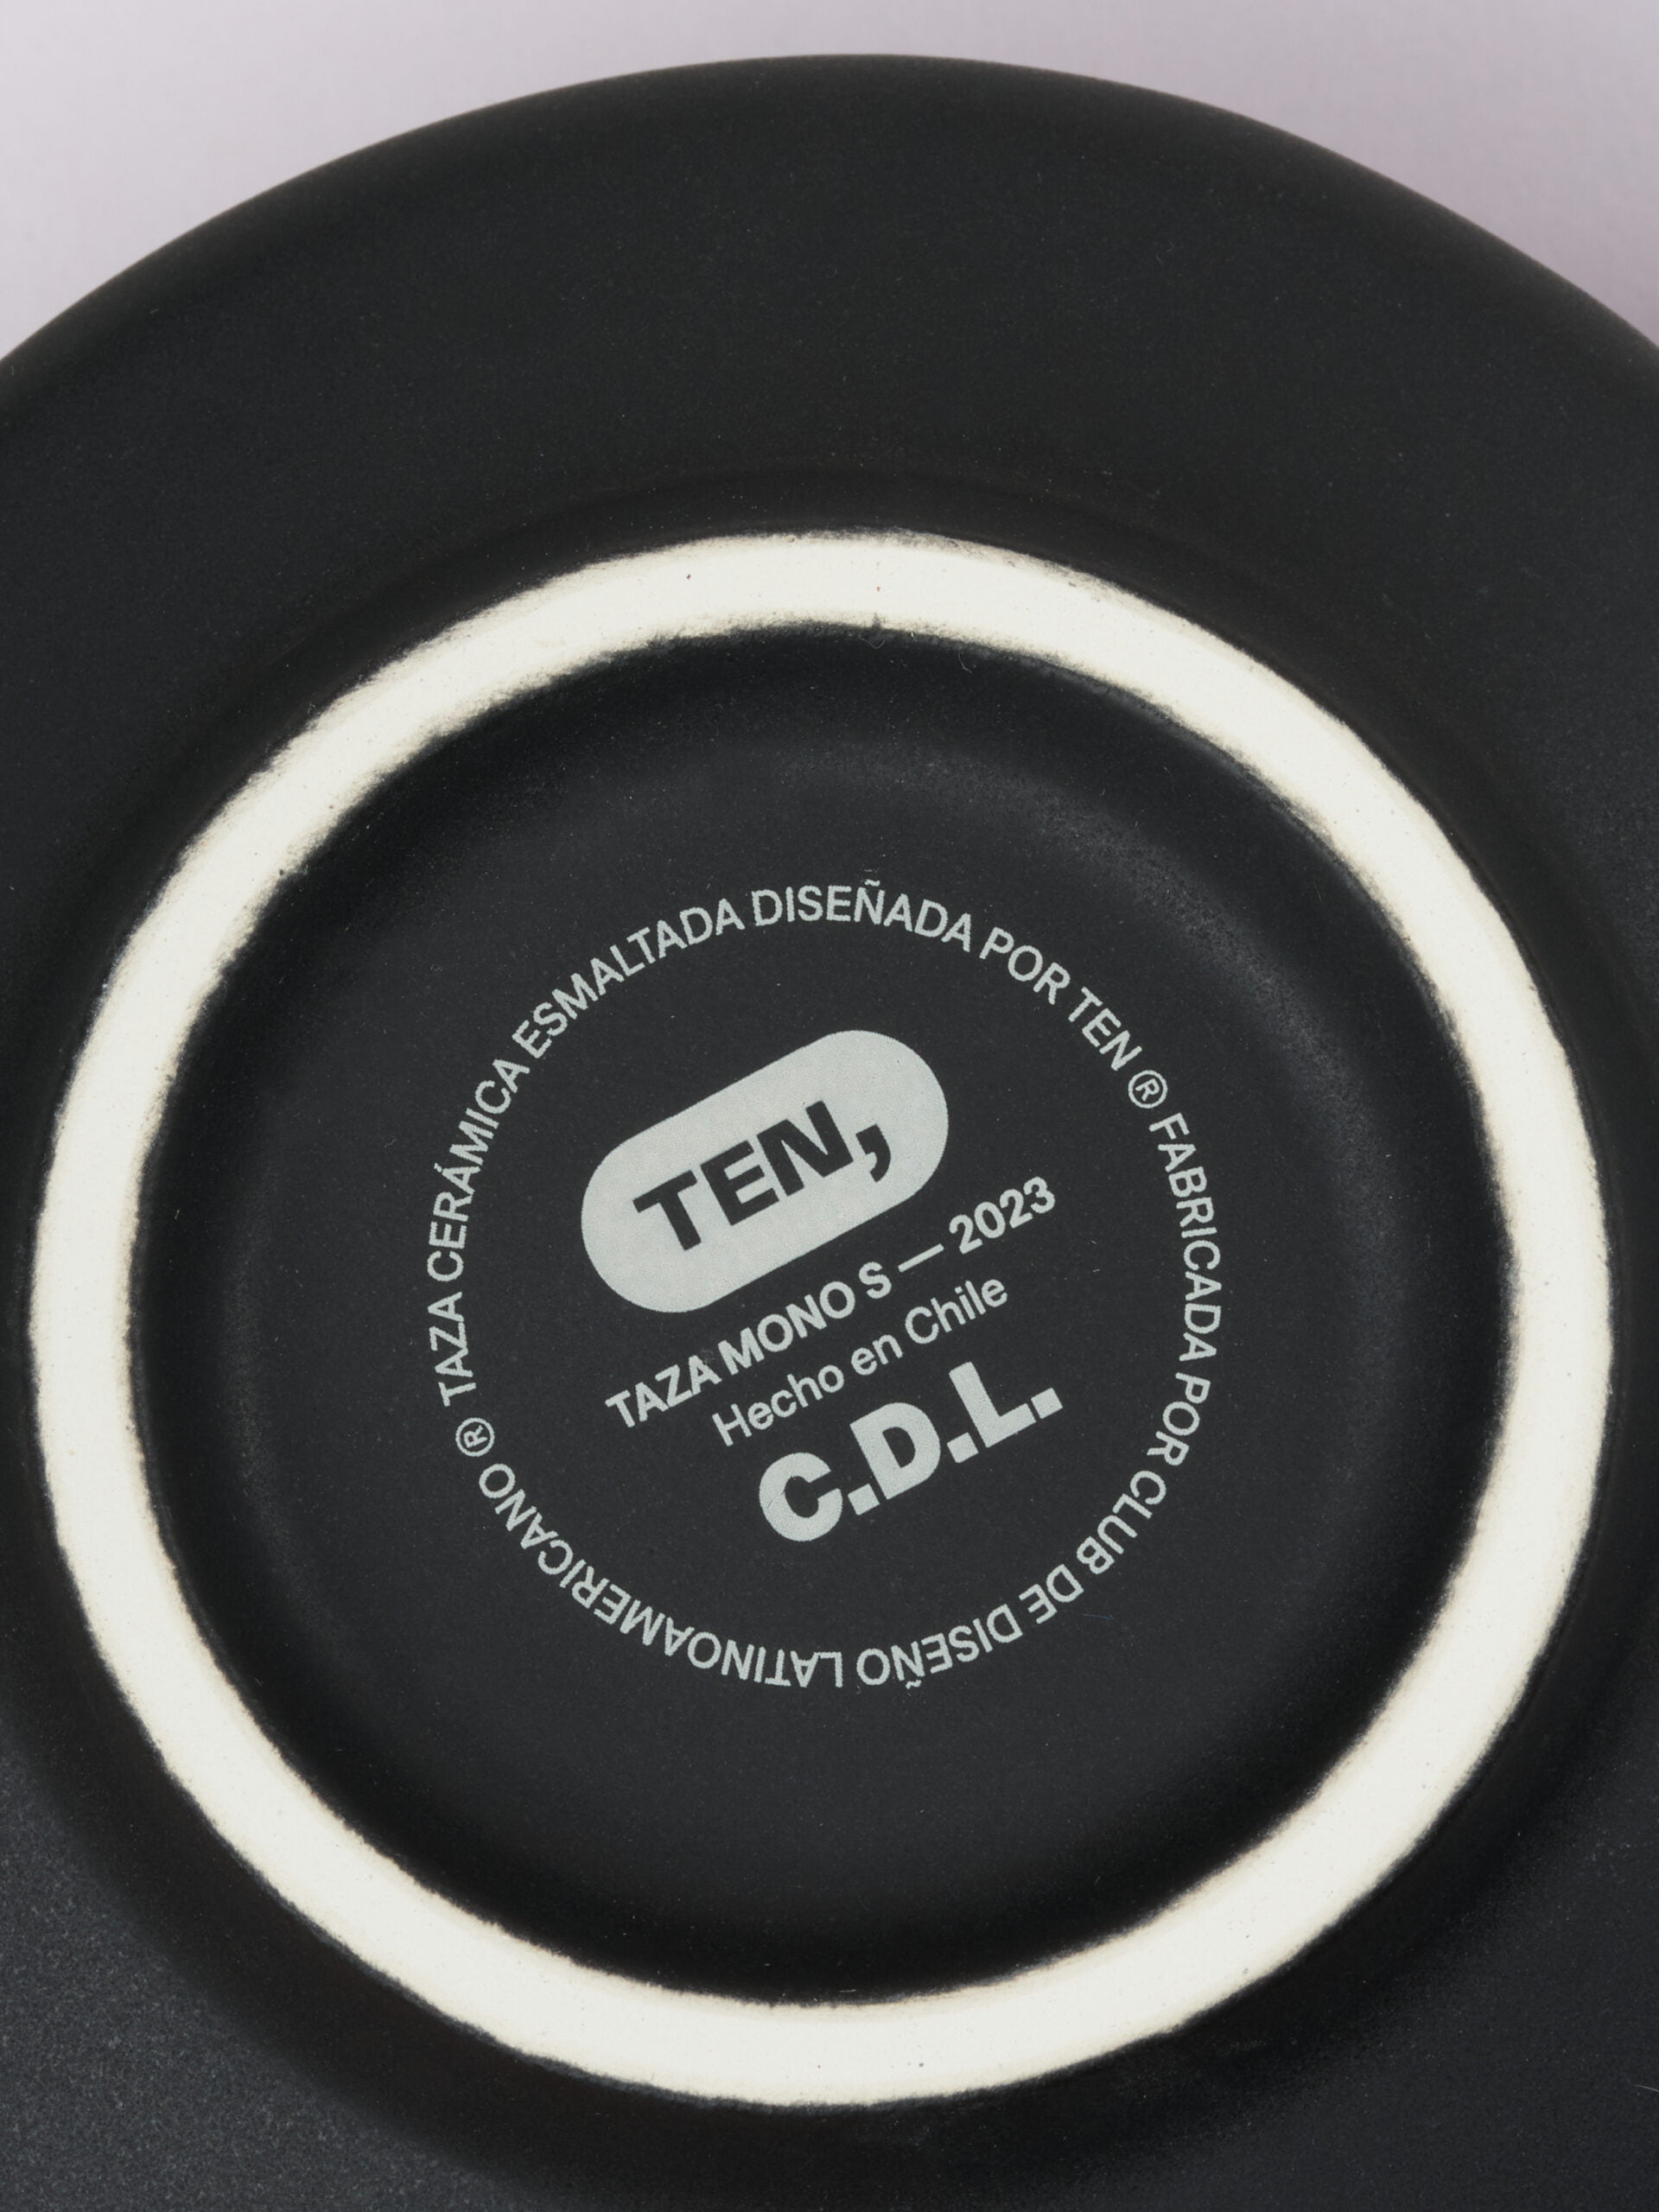 TAZA CERÁMICA ESMALTADA DISEÑADA POR TEN ® FABRICADA POR CLUB DE DISEÑO LATINOAMERICANO ®
TEN,
TAZA MONO S — 2023
Hecho en Chile
C.D.L.